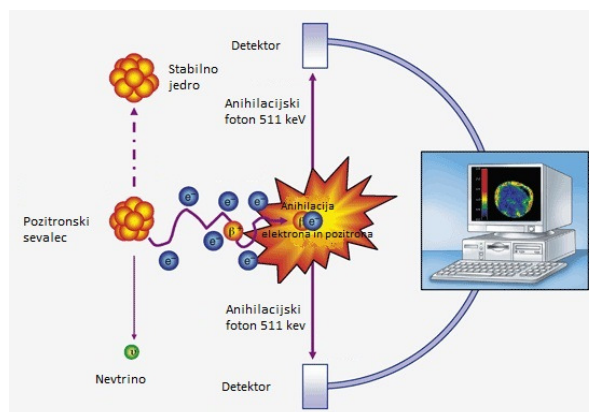 Detektor
Stabilno
jedro
Anihilacijski
foton 511 keV
e⁻
e⁻
e⁻
e⁻
Anihilacija
β⁺
e⁻
Pozitronski
sevalec
β⁺
elektrona in pozitrona
e⁻
e⁻
e⁻
Anihilacijski
foton 511 kev
υ
Nevtrino
Detektor